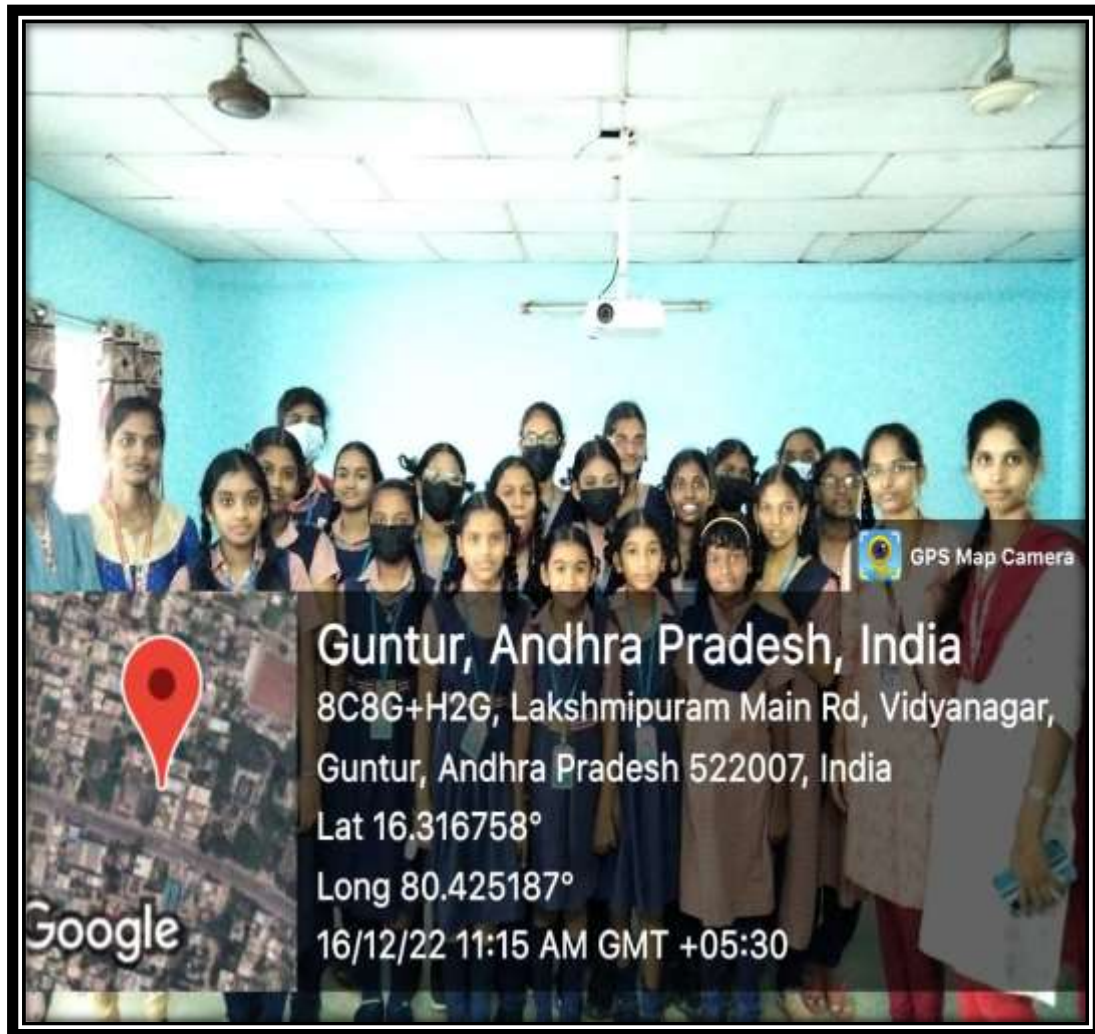 GPS Map Camera
Guntur, Andhra Pradesh, India
8C8G+H2G, Lakshmipuram Main Rd, Vidyanagar,
Guntur, Andhra Pradesh 522007, India
Lat 16.316758°
Long 80.425187°
16/12/22 11:15 AM GMT +05:30
Google